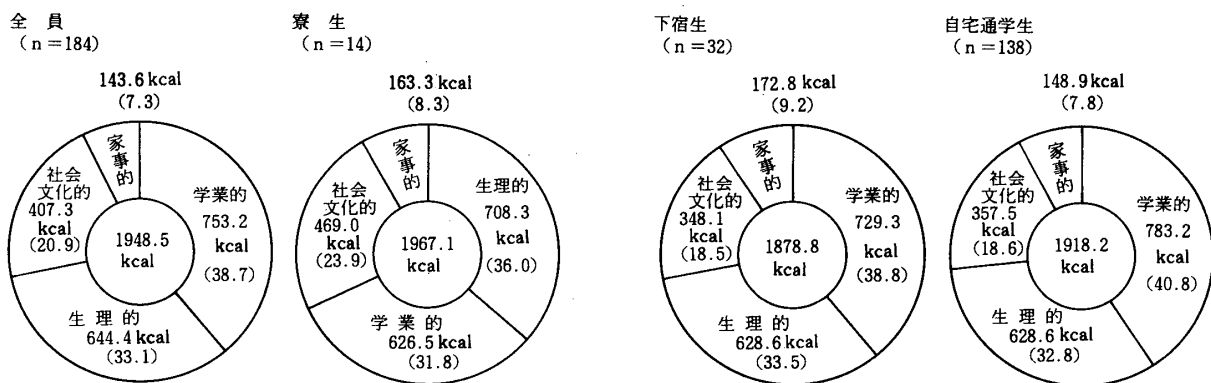 全 員
(n=184)
143.6 kcal
(7.3)
家事的
社会
文化的
407.3
kcal
(20.9)
学業的
753.2
kcal
(38.7)
1948.5
kcal
生 理 的
644.4 kcal
(33.1)
寮 生
(n=14)
163.3 kcal
(8.3)
家事的
社会
文化的
469.0
kcal
(23.9)
生理的
708.3
kcal
(36.0)
1967.1
kcal
学 業 的
626.5 kcal
(31.8)
下宿生
(n=32)
172.8 kcal
(9.2)
家事的
社会
文化的
348.1
kcal
(18.5)
学業的
729.3
kcal
(38.8)
1878.8
kcal
生 理 的
628.6 kcal
(33.5)
自宅通学生
(n=138)
148.9 kcal
(7.8)
家事的
社会
文化的
357.5
kcal
(18.6)
学業的
783.2
kcal
(40.8)
1918.2
kcal
生 理 的
628.6 kcal
(32.8)